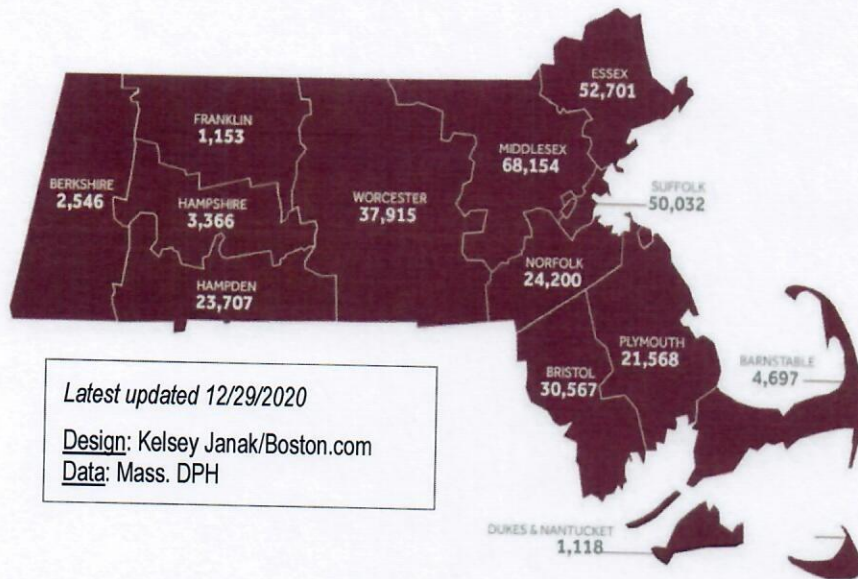 ESSEX
52,701
FRANKLIN
1,153
MIDDLESEX
68,154
BERKSHIRE
2,546
HAMPSHIRE
3,366
WORCESTER
37,915
SUFFOLK
50,032
NORFOLK
24,200
HAMPDEN
23,707
PLYMOUTH
21,568
BRISTOL
30,567
BARNSTABLE
4,697
Latest updated 12/29/2020
Design: Kelsey Janak/Boston.com
Data: Mass. DPH
DUKES & NANTUCKET
1,118